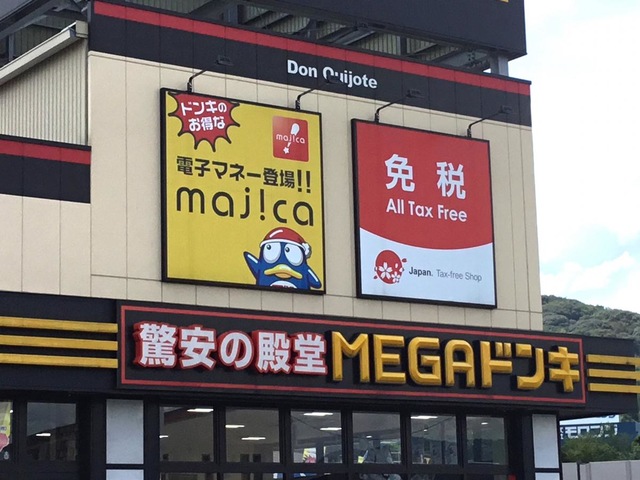 Don Quijote
ドンキの
お得な
majica
電子マネー登場!!
maj!ca
免税
All Tax Free
Japan. Tax-free Shop
驚安の殿堂 MEGAドンキ